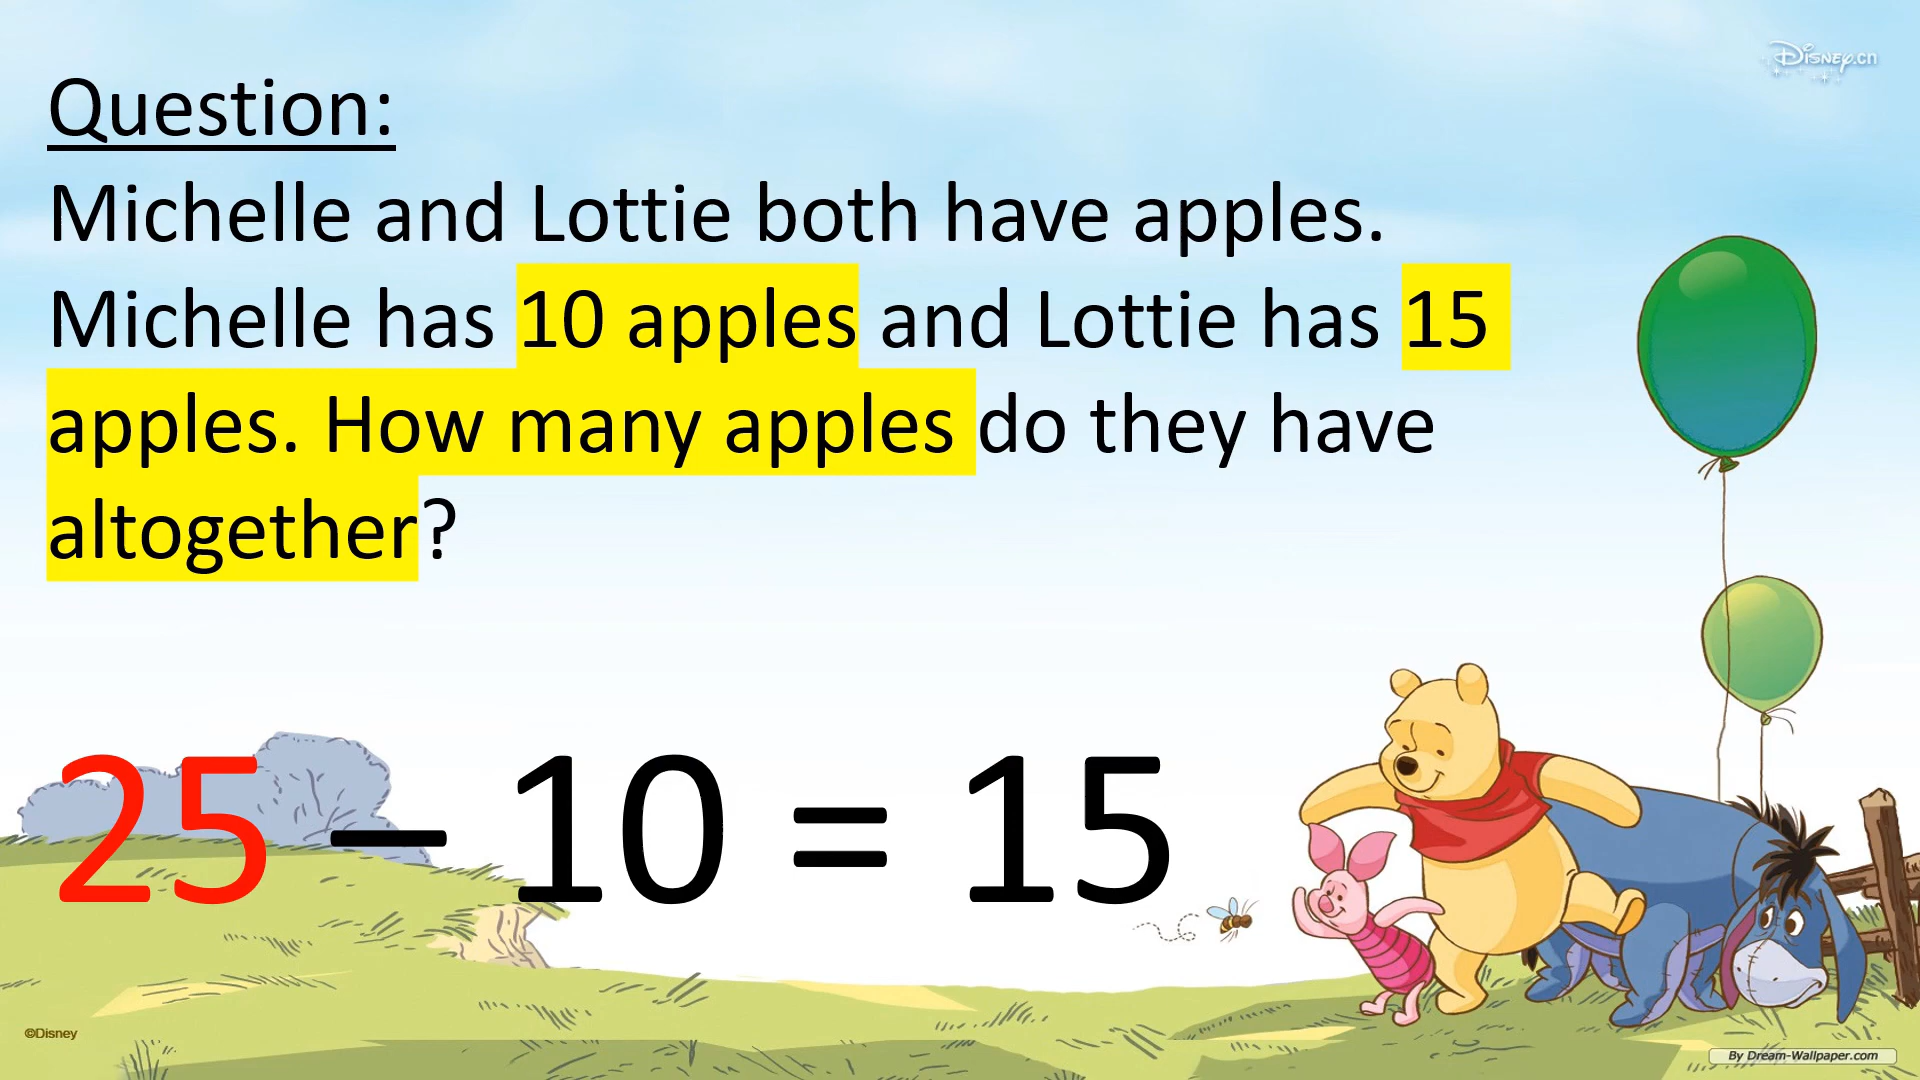 Disney.cn
Question:
Michelle and Lottie both have apples.
Michelle has 10 apples and Lottie has 15
apples. How many apples do they have
altogether?
25 – 10 = 15
©Disney
By Dream-Wallpaper.com